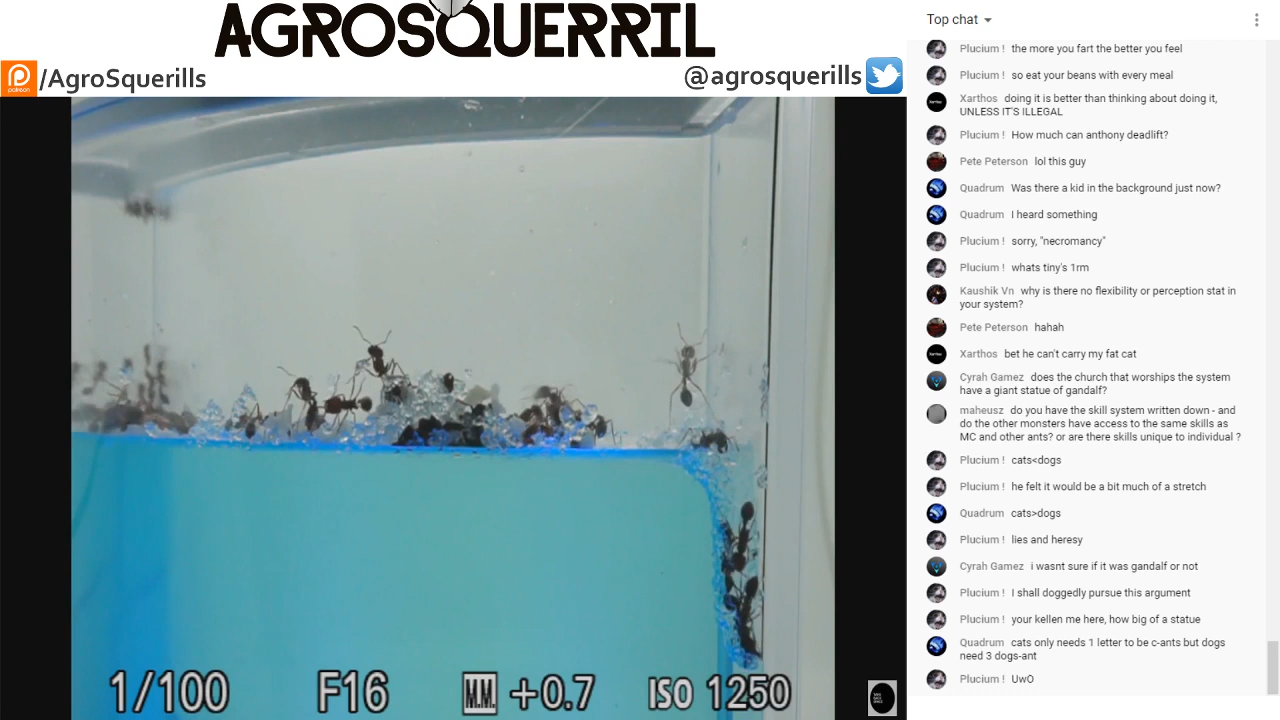 AGROSQUERRIL
/AgroSquerills
@agrosquerills
patreon
1/100 F16 M.M. +0.7 ISO 1250
Top chat
Plucium ! the more you fart the better you feel
Plucium ! so eat your beans with every meal
Xarthos doing it is better than thinking about doing it,
UNLESS IT'S ILLEGAL
Plucium ! How much can anthony deadlift?
Pete Peterson lol this guy
Quadrum Was there a kid in the background just now?
Quadrum I heard something
Plucium ! sorry, "necromancy"
Plucium ! whats tiny's 1rm
Kaushik Vn why is there no flexibility or perception stat in
your system?
Pete Peterson hahah
Xarthos bet he can't carry my fat cat
Cyrah Gamez does the church that worships the system
have a giant statue of gandalf?
maheusz do you have the skill system written down - and
do the other monsters have access to the same skills as
MC and other ants? or are there skills unique to individual ?
Plucium ! cats<dogs
Plucium ! he felt it would be a bit much of a stretch
Quadrum cats>dogs
Plucium ! lies and heresy
Cyrah Gamez i wasnt sure if it was gandalf or not
Plucium ! I shall doggedly pursue this argument
Plucium ! your kellen me here, how big of a statue
Quadrum cats only needs 1 letter to be c-ants but dogs
need 3 dogs-ant
Plucium ! UwO